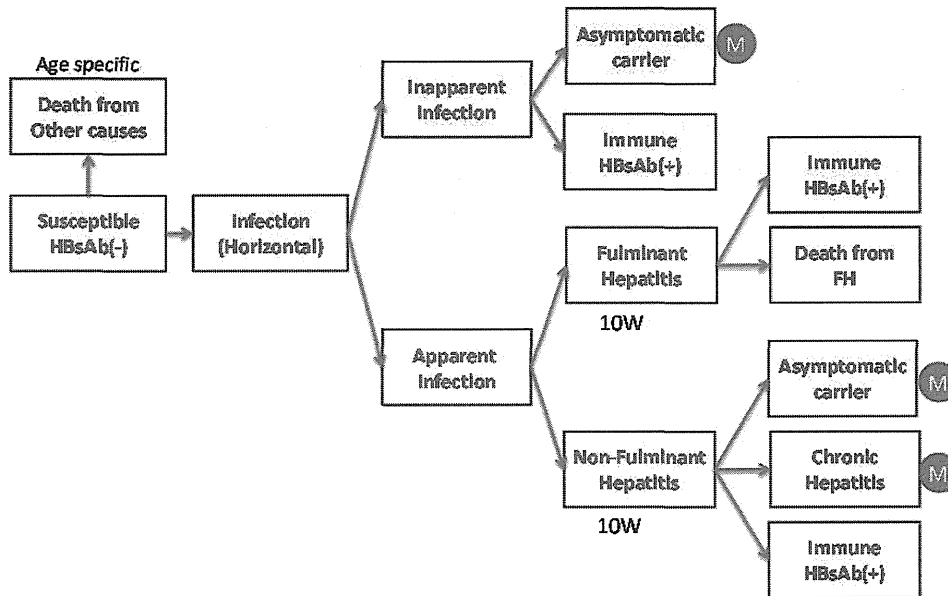 Age specific
Death from
Other causes
Susceptible
HBsAb(-)
Infection
(Horizontal)
Inapparent
Infection
Apparent
Infection
Asymptomatic
carrier
M
Immune
HBsAb(+)
Fulminant
Hepatitis
10W
Non-Fulminant
Hepatitis
10W
Immune
HBsAb(+)
Death from
FH
Asymptomatic
carrier
M
Chronic
Hepatitis
M
Immune
HBsAb(+)